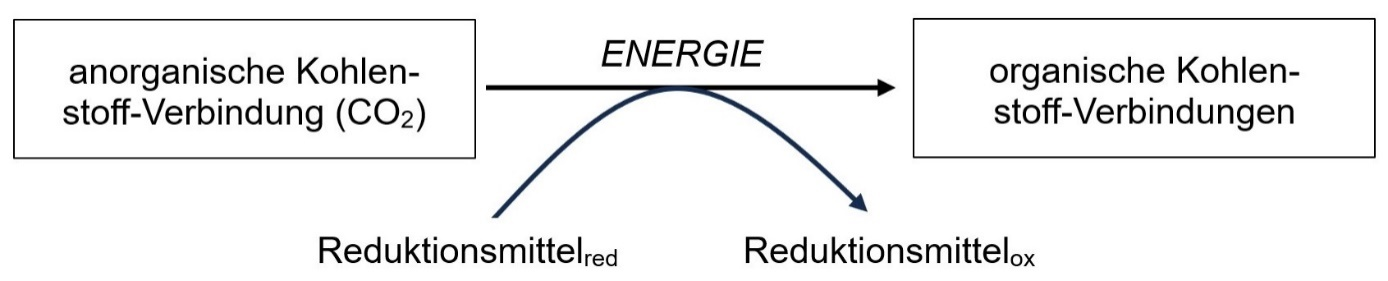 anorganische Kohlen-
stoff-Verbindung (CO₂)
ENERGIE
organische Kohlen-
stoff-Verbindungen
Reduktionsmittelred
Reduktionsmittelox